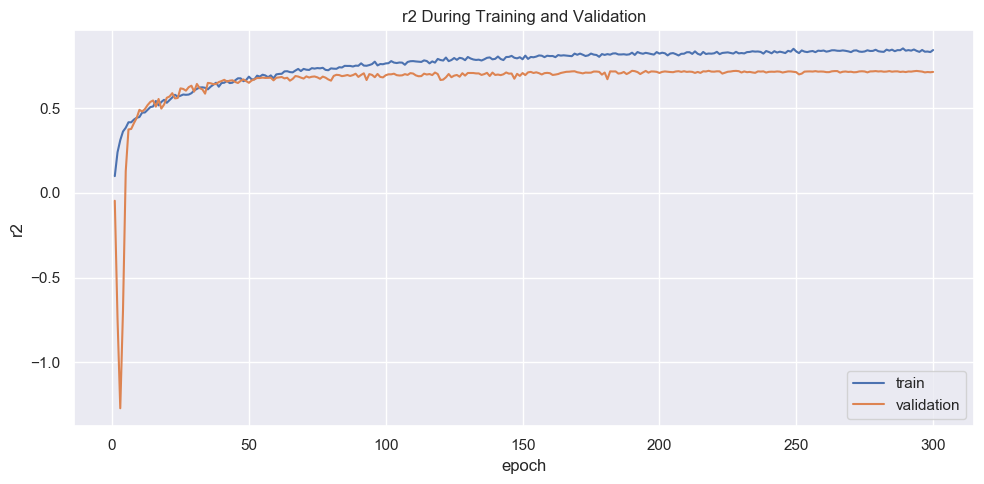 r2 During Training and Validation
r2
0.5
0.0
−0.5
−1.0
0
50
100
150
200
250
300
epoch
train
validation